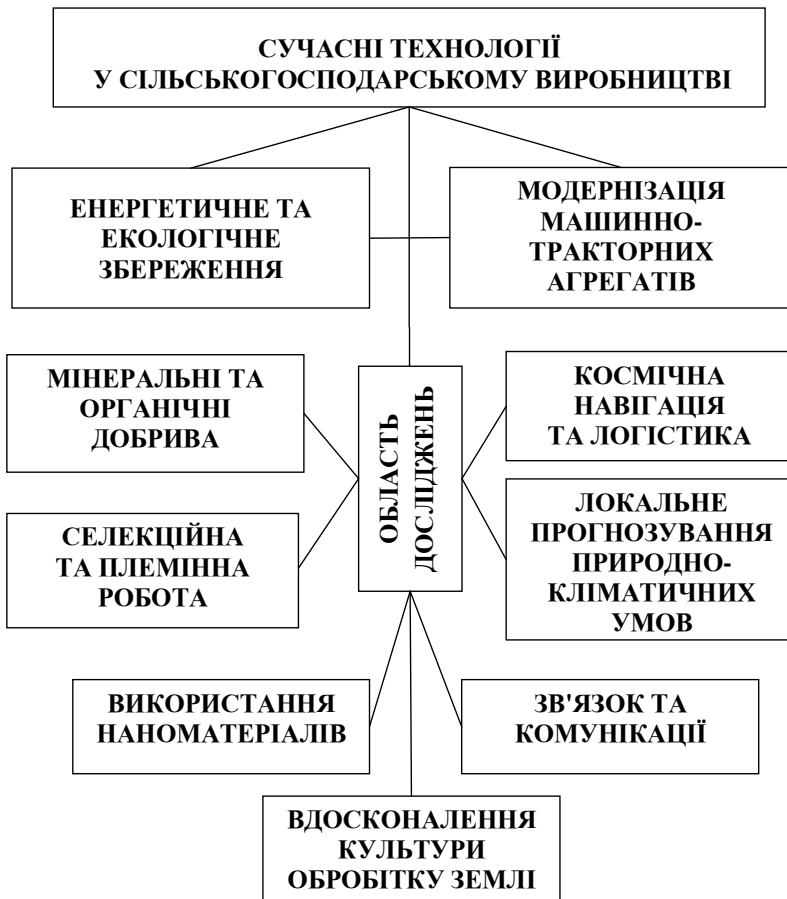 СУЧАСНІ ТЕХНОЛОГІЇ
У СІЛЬСЬКОГОСПОДАРСЬКОМУ ВИРОБНИЦТВІ
ЕНЕРГЕТИЧНЕ ТА
ЕКОЛОГІЧНЕ
ЗБЕРЕЖЕННЯ
МОДЕРНІЗАЦІЯ
МАШИННО-
ТРАКТОРНИХ
АГРЕГАТІВ
МІНЕРАЛЬНІ ТА
ОРГАНІЧНІ
ДОБРИВА
ОБЛАСТЬ
ДОСЛІДЖЕНЬ
КОСМІЧНА
НАВІГАЦІЯ
ТА ЛОГІСТИКА
СЕЛЕКЦІЙНА
ТА ПЛЕМІННА
РОБОТА
ЛОКАЛЬНЕ
ПРОГНОЗУВАННЯ
ПРИРОДНО-
КЛІМАТИЧНИХ
УМОВ
ВИКОРИСТАННЯ
НАНОМАТЕРІАЛІВ
ЗВ'ЯЗОК ТА
КОМУНІКАЦІЇ
ВДОСКОНАЛЕННЯ
КУЛЬТУРИ
ОБРОБІТКУ ЗЕМЛІ